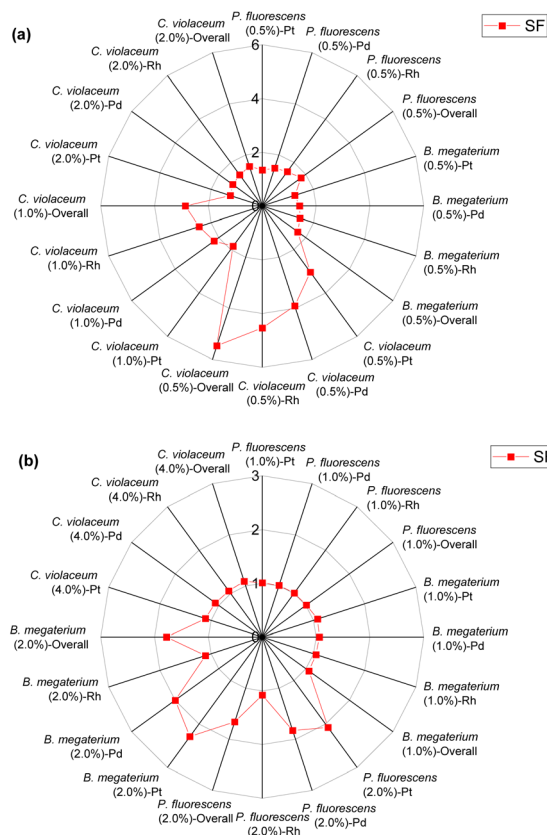 (a)
SF
6
4
2
P. fluorescens
(0.5%)-Pt
P. fluorescens
(0.5%)-Pd
P. fluorescens
(0.5%)-Rh
P. fluorescens
(0.5%)-Overall
B. megaterium
(0.5%)-Pt
B. megaterium
(0.5%)-Pd
B. megaterium
(0.5%)-Rh
B. megaterium
(0.5%)-Overall
C. violaceum
(0.5%)-Pt
C. violaceum
(0.5%)-Pd
C. violaceum
(0.5%)-Rh
C. violaceum
(0.5%)-Overall
C. violaceum
(1.0%)-Pt
C. violaceum
(1.0%)-Pd
C. violaceum
(1.0%)-Rh
C. violaceum
(1.0%)-Overall
C. violaceum
(2.0%)-Pt
C. violaceum
(2.0%)-Pd
C. violaceum
(2.0%)-Rh
C. violaceum
(2.0%)-Overall
(b)
3
2
1
P. fluorescens
(1.0%)-Pt
P. fluorescens
(1.0%)-Pd
P. fluorescens
(1.0%)-Rh
P. fluorescens
(1.0%)-Overall
B. megaterium
(1.0%)-Pt
B. megaterium
(1.0%)-Pd
B. megaterium
(1.0%)-Rh
B. megaterium
(1.0%)-Overall
P. fluorescens
(2.0%)-Pt
P. fluorescens
(2.0%)-Pd
P. fluorescens
(2.0%)-Rh
P. fluorescens
(2.0%)-Overall
B. megaterium
(2.0%)-Pt
B. megaterium
(2.0%)-Pd
B. megaterium
(2.0%)-Rh
B. megaterium
(2.0%)-Overall
C. violaceum
(4.0%)-Pt
C. violaceum
(4.0%)-Pd
C. violaceum
(4.0%)-Rh
C. violaceum
(4.0%)-Overall